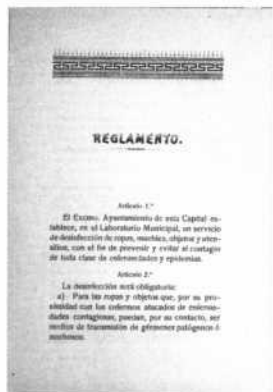 REGLAMENTO.
Artículo 1.º
El Excmo. Ayuntamiento de esta Capital es-
tablece, en el Laboratorio Municipal, un servicio
de desinfección de ropas, muebles, objetos y uten-
silios, con el fin de prevenir y evitar el contagio
de toda clase de enfermedades y epidemias.
Artículo 2.º
La desinfección será obligatoria:
a) Para las ropas y objetos que, por su pro-
ximidad con los enfermos atacados de enferme-
dades contagiosas, puedan, por su contacto, ser
medios de transmisión de gérmenes patógenos ó
morbosos.